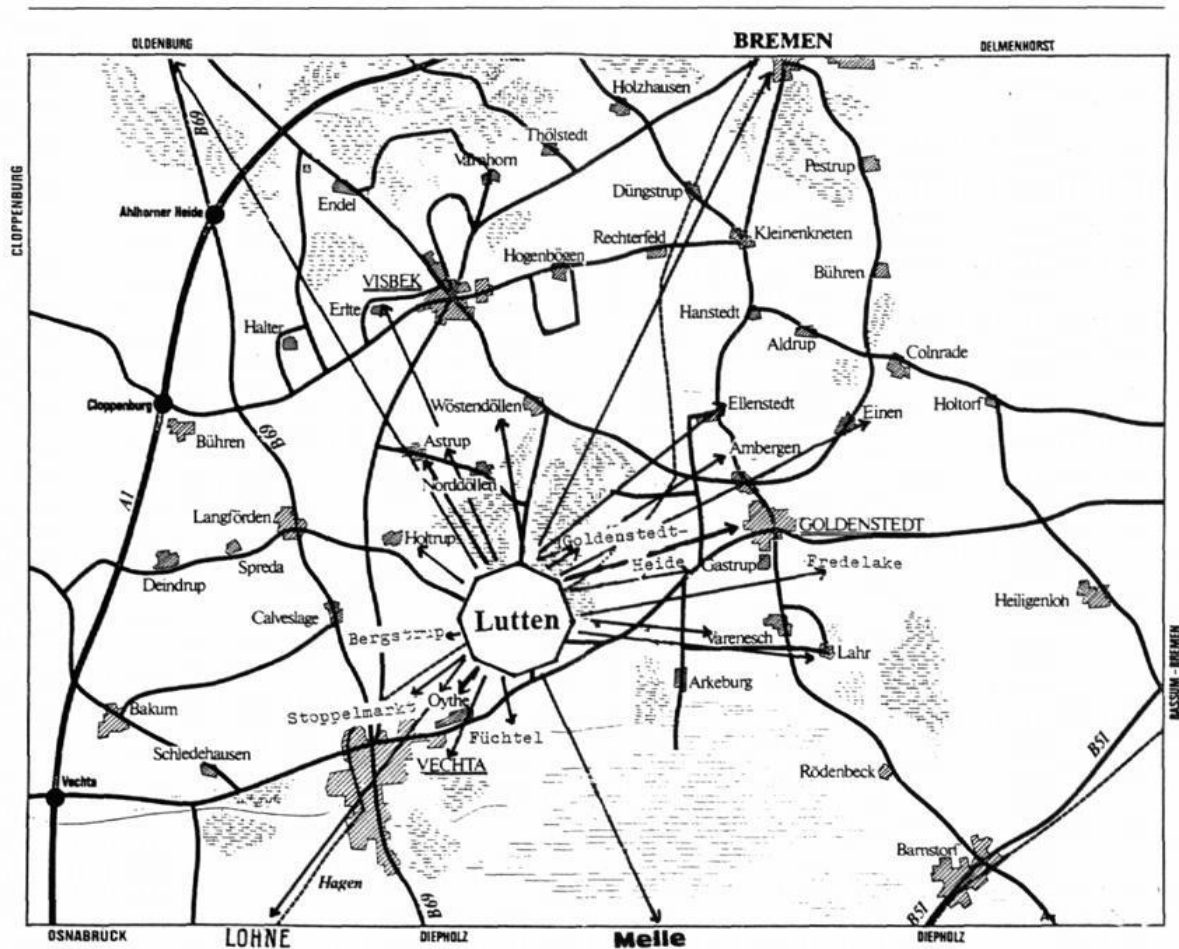 OLDENBURG
BREMEN
DELMENHORST
CLOPPENBURG
B69
Holzhausen
Thölstedt
Varnhorn
Pestrup
Endel
Düngstrup
Ahlhorner Heide
Kleinenkneten
Rechterfeld
Hogenbögen
Bühren
VISBEK
Erlte
Hanstedt
Halter
Aldrup
Colnrade
Cloppenburg
Wöstendöllen
Ellenstedt
Einen
Holtorf
Bühren
B69
Astrup
Ambergen
Norddöllen
A1
Langförden
GOLDENSTEDT
Holtrup
Goldenstedt-
Heide
Gastrup
Fredelake
Spreda
Deindrup
Heiligenloh
Calveslage
Lutten
Bergstrup
Varenesch
Lahr
Arkeburg
BASSUM-BREMEN
Oythe
Stoppelmarkt
Bakum
Füchtel
B51
Schledehausen
VECHTA
Rödenbeck
Vechta
Barnstorf
Hagen
B69
B51
OSNABRÜCK
LOHNE
DIEPHOLZ
Melle
DIEPHOLZ